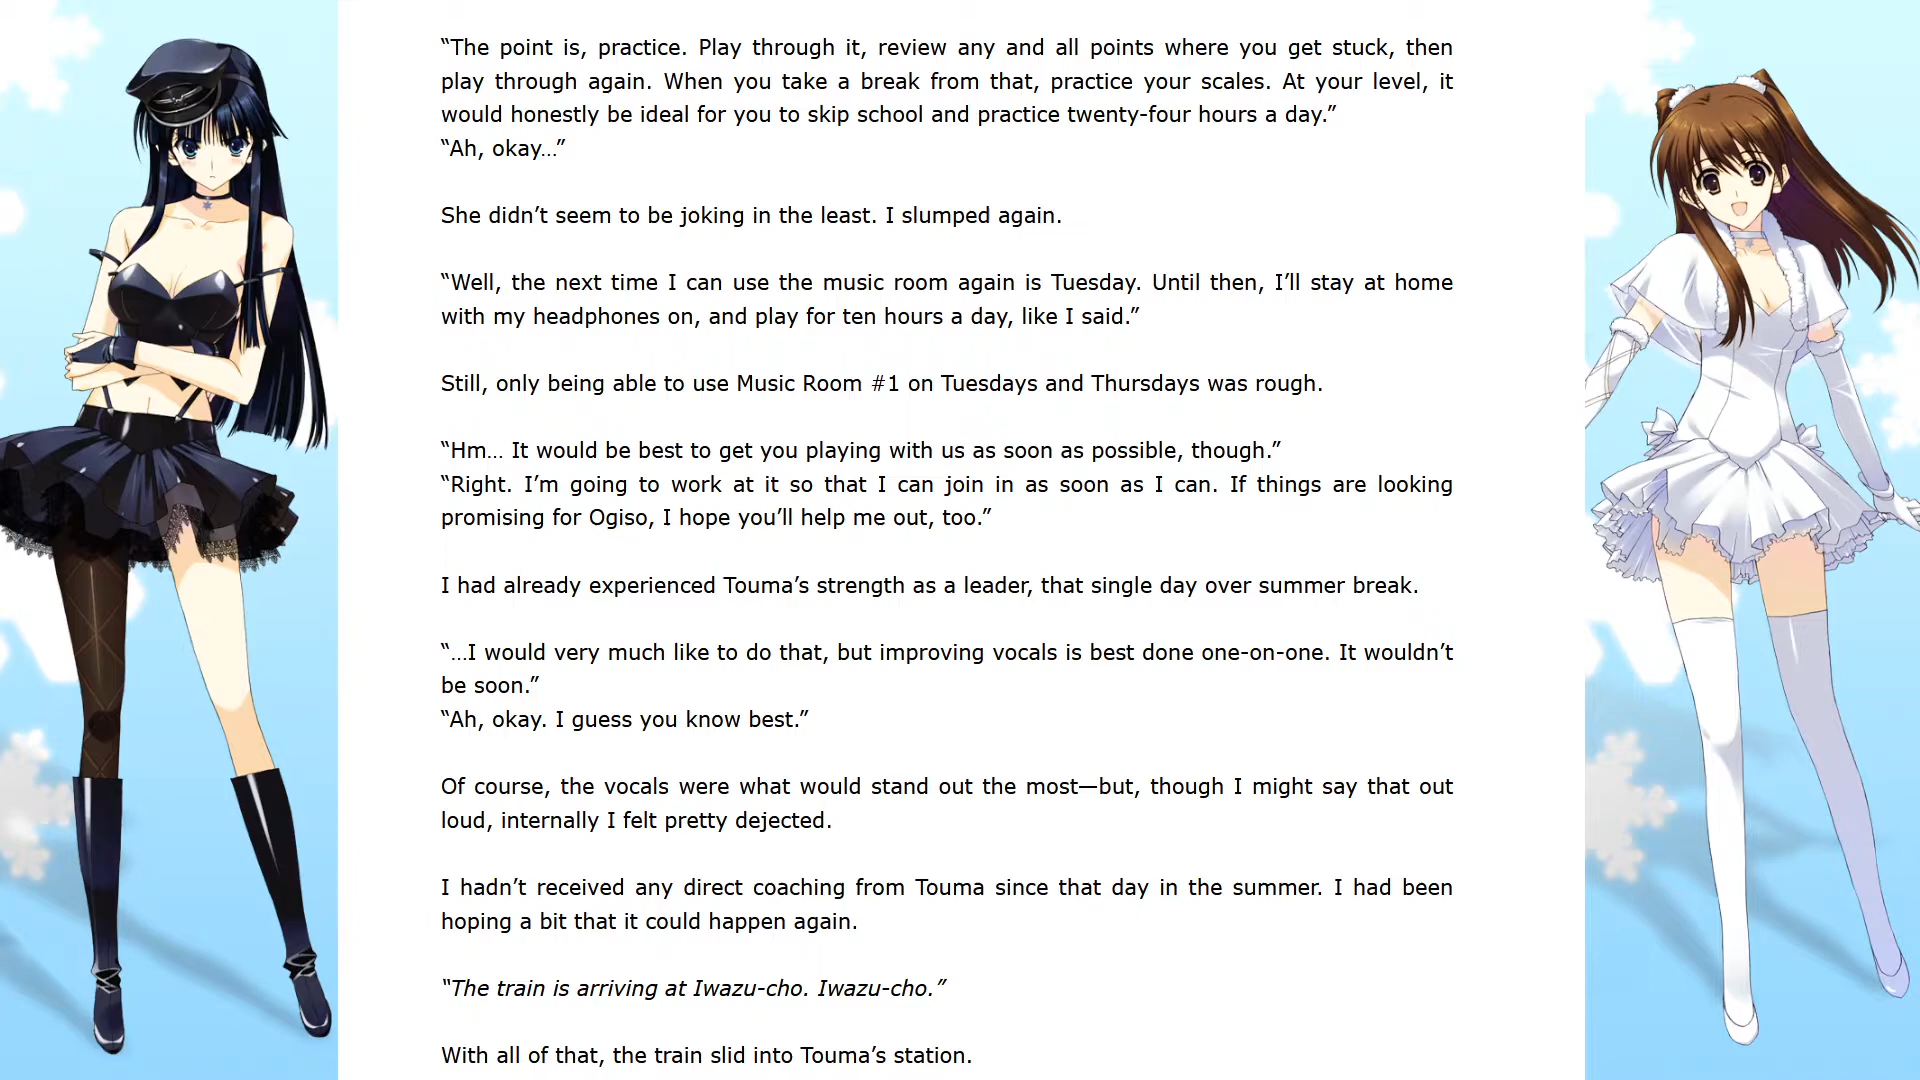 “The point is, practice. Play through it, review any and all points where you get stuck, then
play through again. When you take a break from that, practice your scales. At your level, it
would honestly be ideal for you to skip school and practice twenty-four hours a day.”
“Ah, okay…”
She didn’t seem to be joking in the least. I slumped again.
“Well, the next time I can use the music room again is Tuesday. Until then, I’ll stay at home
with my headphones on, and play for ten hours a day, like I said.”
Still, only being able to use Music Room #1 on Tuesdays and Thursdays was rough.
“Hm… It would be best to get you playing with us as soon as possible, though.”
“Right. I’m going to work at it so that I can join in as soon as I can. If things are looking
promising for Ogiso, I hope you’ll help me out, too.”
I had already experienced Touma’s strength as a leader, that single day over summer break.
“…I would very much like to do that, but improving vocals is best done one-on-one. It wouldn’t
be soon.”
“Ah, okay. I guess you know best.”
Of course, the vocals were what would stand out the most—but, though I might say that out
loud, internally I felt pretty dejected.
I hadn’t received any direct coaching from Touma since that day in the summer. I had been
hoping a bit that it could happen again.
“The train is arriving at Iwazu-cho. Iwazu-cho.”
With all of that, the train slid into Touma’s station.